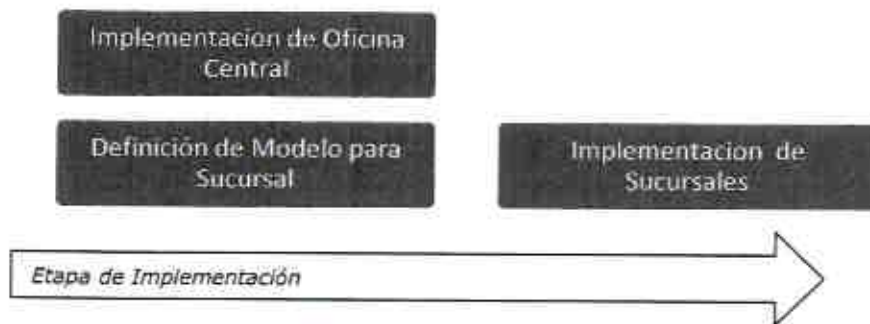 Implementacion de Oficina
Central
Definición de Modelo para
Sucursal
Implementacion de
Sucursales
Etapa de Implementación